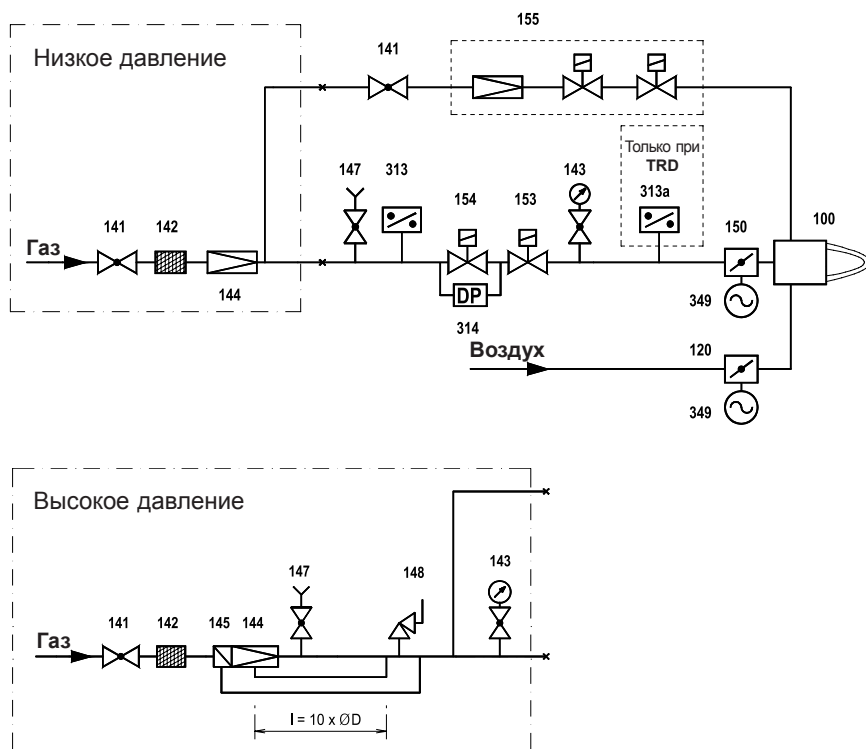 155
Низкое давление
141
Только при
TRD
147
313
154
153
143
313a
150
100
141
142
Газ
144
DP
349
314
Воздух
120
349
Высокое давление
147
148
143
141
142
145
144
Газ
l = 10 x ØD